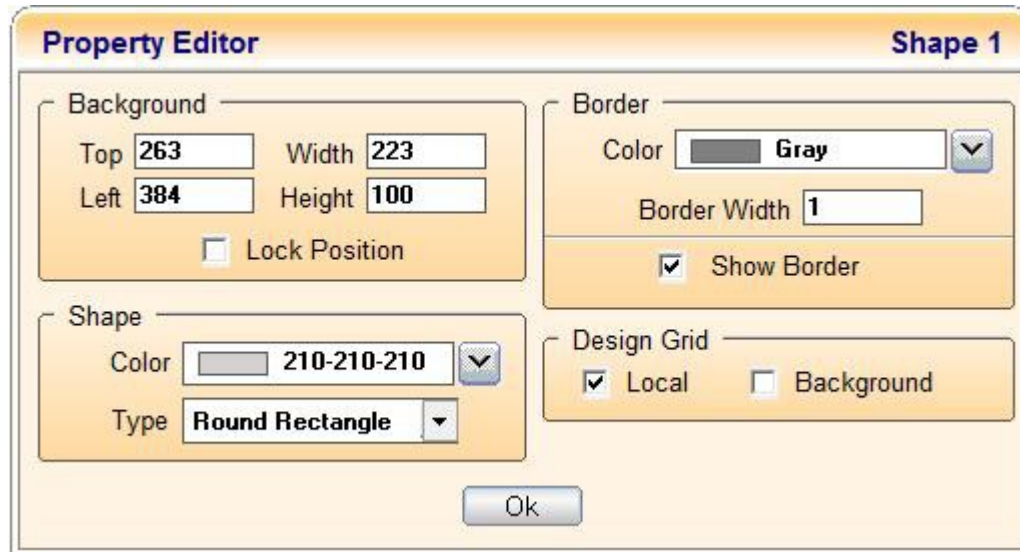 Property Editor Shape 1
Background
Top 263 Width 223
Left 384 Height 100
Lock Position
Border
Color Gray
Border Width 1
Show Border
Shape
Color 210-210-210
Type Round Rectangle
Design Grid
Local Background
Ok